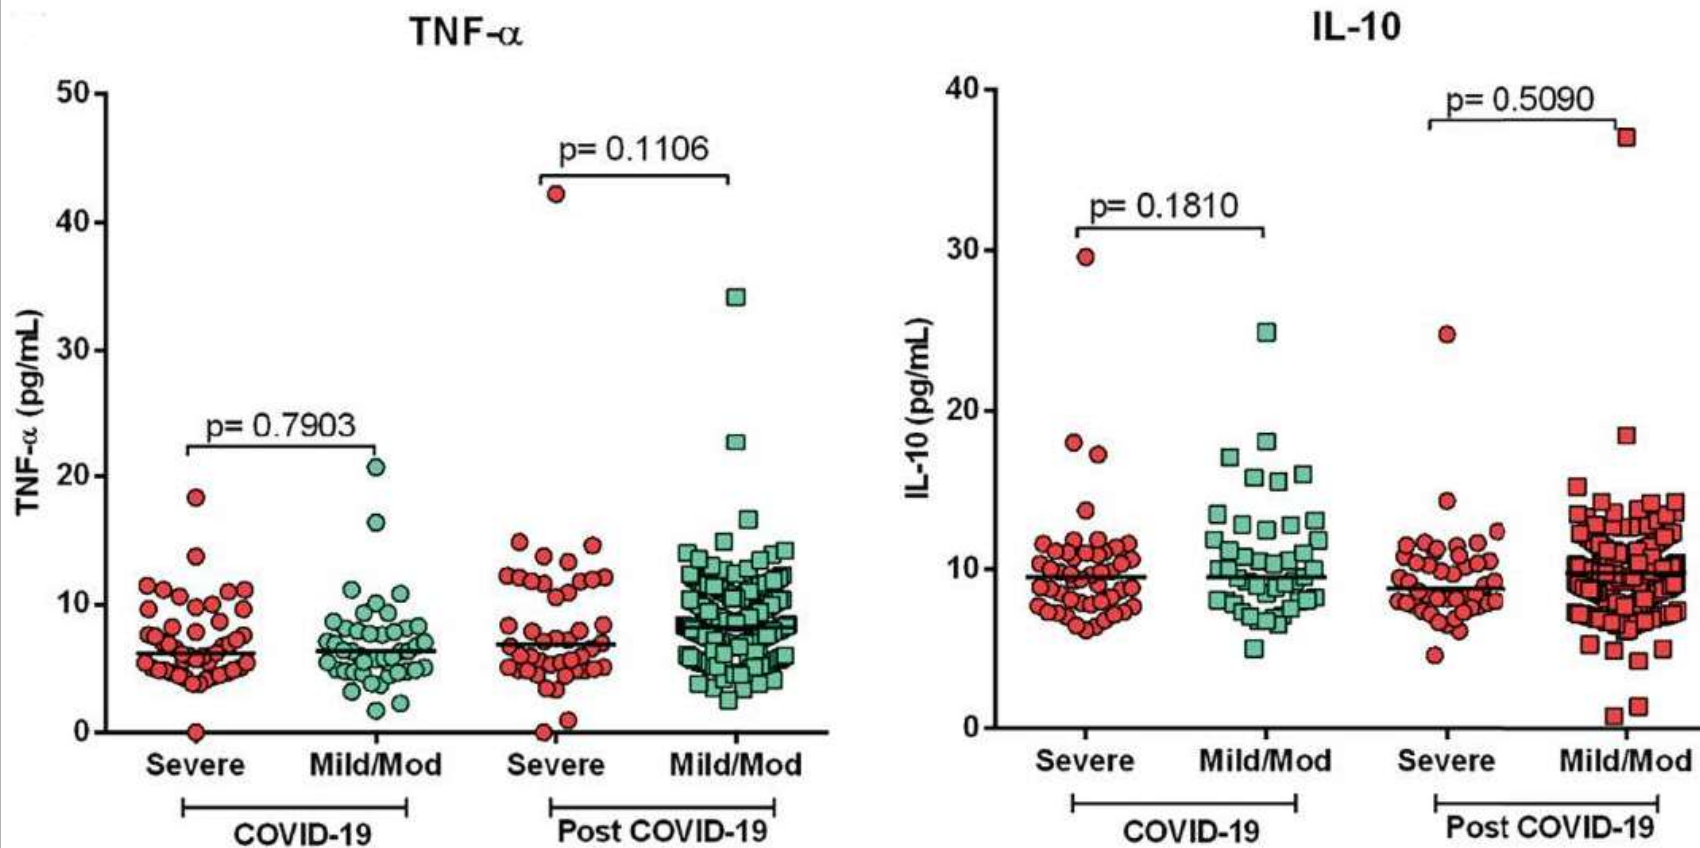 TNF-α
50
40
30
20
10
0
TNF-α (pg/mL)
p= 0.7903
p= 0.1106
Severe
Mild/Mod
Severe
Mild/Mod
COVID-19
Post COVID-19
IL-10
40
30
20
10
0
IL-10 (pg/mL)
p= 0.1810
p= 0.5090
Severe
Mild/Mod
Severe
Mild/Mod
COVID-19
Post COVID-19